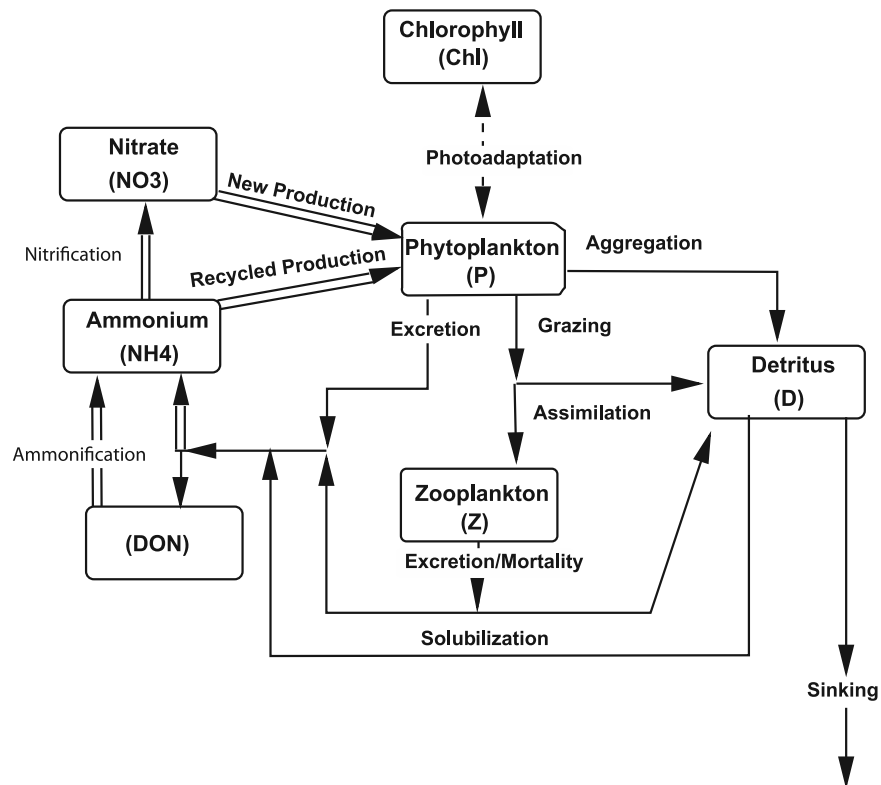 Chlorophyll
(Chl)
Photoadaptation
Nitrate
(NO3)
New Production
Nitrification
Recycled Production
Phytoplankton
(P)
Aggregation
Ammonium
(NH4)
Excretion
Grazing
Detritus
(D)
Assimilation
Ammonification
Zooplankton
(Z)
(DON)
Excretion/Mortality
Solubilization
Sinking